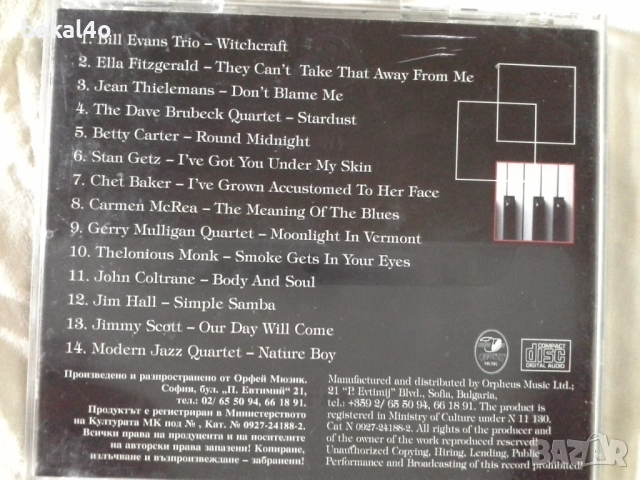 bekal4o
1. Bill Evans Trio – Witchcraft
2. Ella Fitzgerald – They Can't Take That Away From Me
3. Jean Thielemans – Don't Blame Me
4. The Dave Brubeck Quartet – Stardust
5. Betty Carter – Round Midnight
6. Stan Getz – I've Got You Under My Skin
7. Chet Baker – I've Grown Accustomed To Her Face
8. Carmen McRea – The Meaning Of The Blues
9. Gerry Mulligan Quartet – Moonlight In Vermont
10. Thelonious Monk – Smoke Gets In Your Eyes
11. John Coltrane – Body And Soul
12. Jim Hall – Simple Samba
13. Jimmy Scott – Our Day Will Come
14. Modern Jazz Quartet – Nature Boy
MUSIC
COMPACT
disc
DIGITAL AUDIO
Произведено и разпространено от Орфей Мюзик.
София, бул. „П. Евтимий" 21,
тел.: 02/ 65 50 94, 66 18 91.
Продуктът е регистриран в Министерството
на Културата МК под № , Кат. № 0927-24188-2.
Всички права на продуцента и на носителите
на авторски права запазени! Копиране,
излъчване и възпроизвеждане – забранени!
Manufactured and distributed by Orpheus Music Ltd.;
21 "P. Evtimij" Blvd., Sofia, Bulgaria,
tel.: +359 2/ 65 50 94, 66 18 91. The product is
registered in Ministry of Culture under N 11 130.
Cat N 0927-24188-2. All rights of the producer and
of the owner of the work reproduced reserved!
Unauthorized Copying, Hiring, Lending, Public
Performance and Broadcasting of this record prohibited!
BAZAR